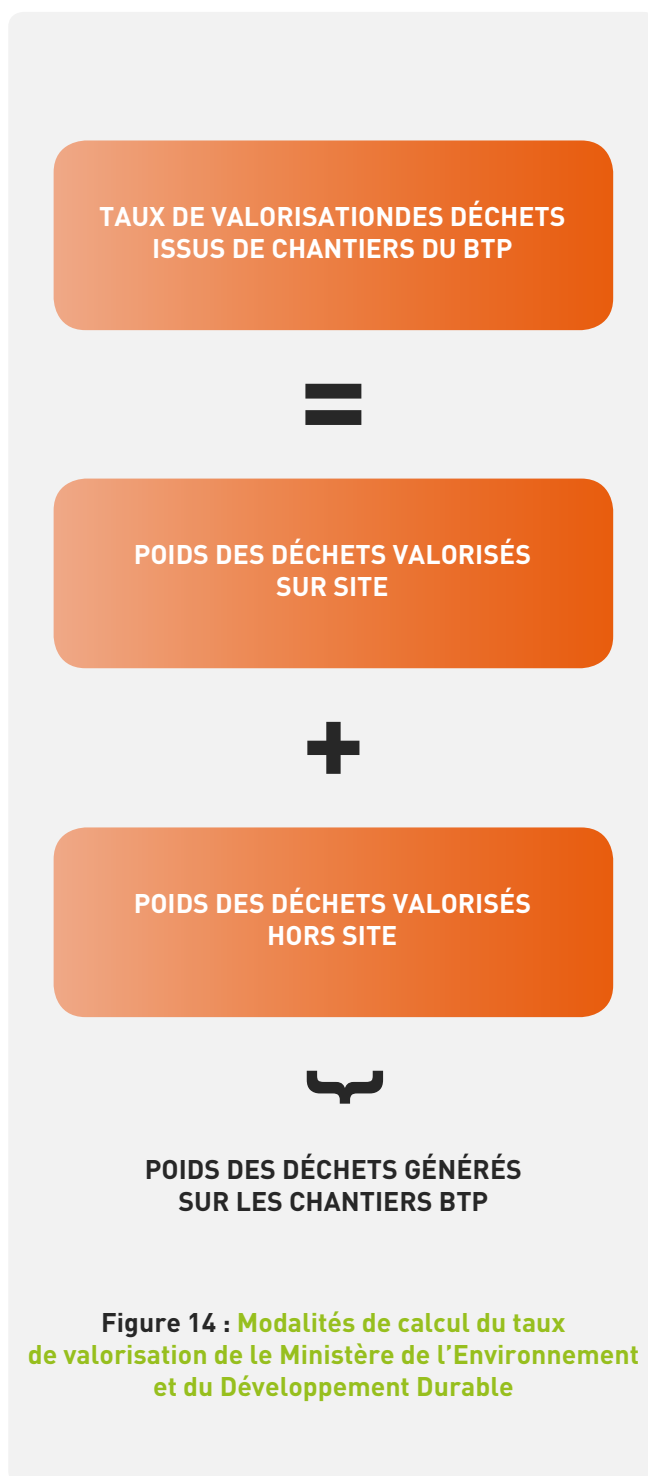 TAUX DE VALORISATIONDES DÉCHETS
ISSUS DE CHANTIERS DU BTP
=
POIDS DES DÉCHETS VALORISÉS
SUR SITE
+
POIDS DES DÉCHETS VALORISÉS
HORS SITE
}
POIDS DES DÉCHETS GÉNÉRÉS
SUR LES CHANTIERS BTP
Figure 14 : Modalités de calcul du taux
de valorisation de le Ministère de l’Environnement
et du Développement Durable